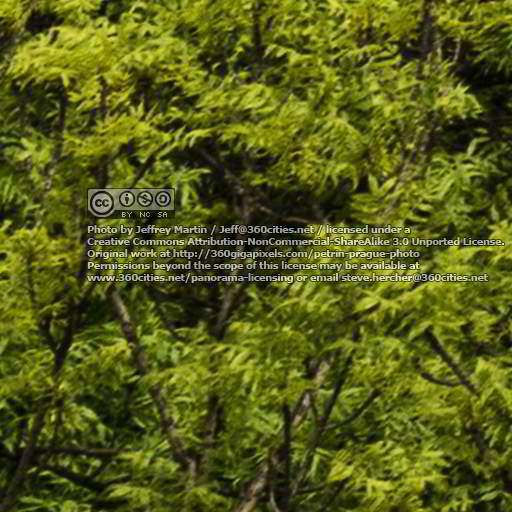 cc BY NC SA
Photo by Jeffrey Martin / Jeff@360cities.net / licensed under a
Creative Commons Attribution-NonCommercial-ShareAlike 3.0 Unported License.
Original work at http://360gigapixels.com/petrin-prague-photo
Permissions beyond the scope of this license may be available at
www.360cities.net/panorama-licensing or email steve.hercher@360cities.net